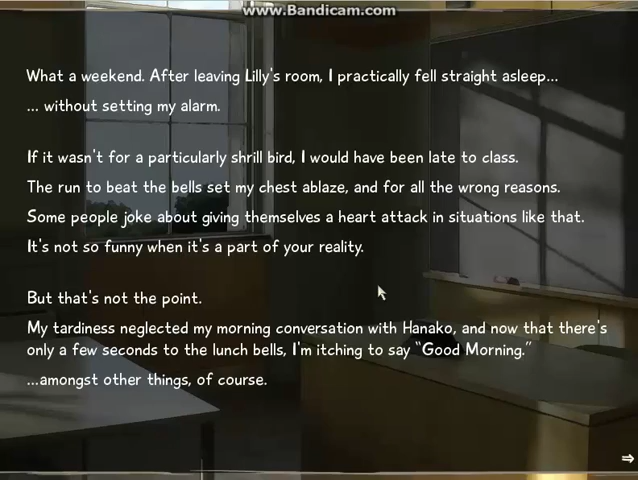 www.Bandicam.com
What a weekend. After leaving Lilly's room, I practically fell straight asleep...
... without setting my alarm.
If it wasn't for a particularly shrill bird, I would have been late to class.
The run to beat the bells set my chest ablaze, and for all the wrong reasons.
Some people joke about giving themselves a heart attack in situations like that.
It's not so funny when it's a part of your reality.
But that's not the point.
My tardiness neglected my morning conversation with Hanako, and now that there's
only a few seconds to the lunch bells, I'm itching to say "Good Morning."
...amongst other things, of course.